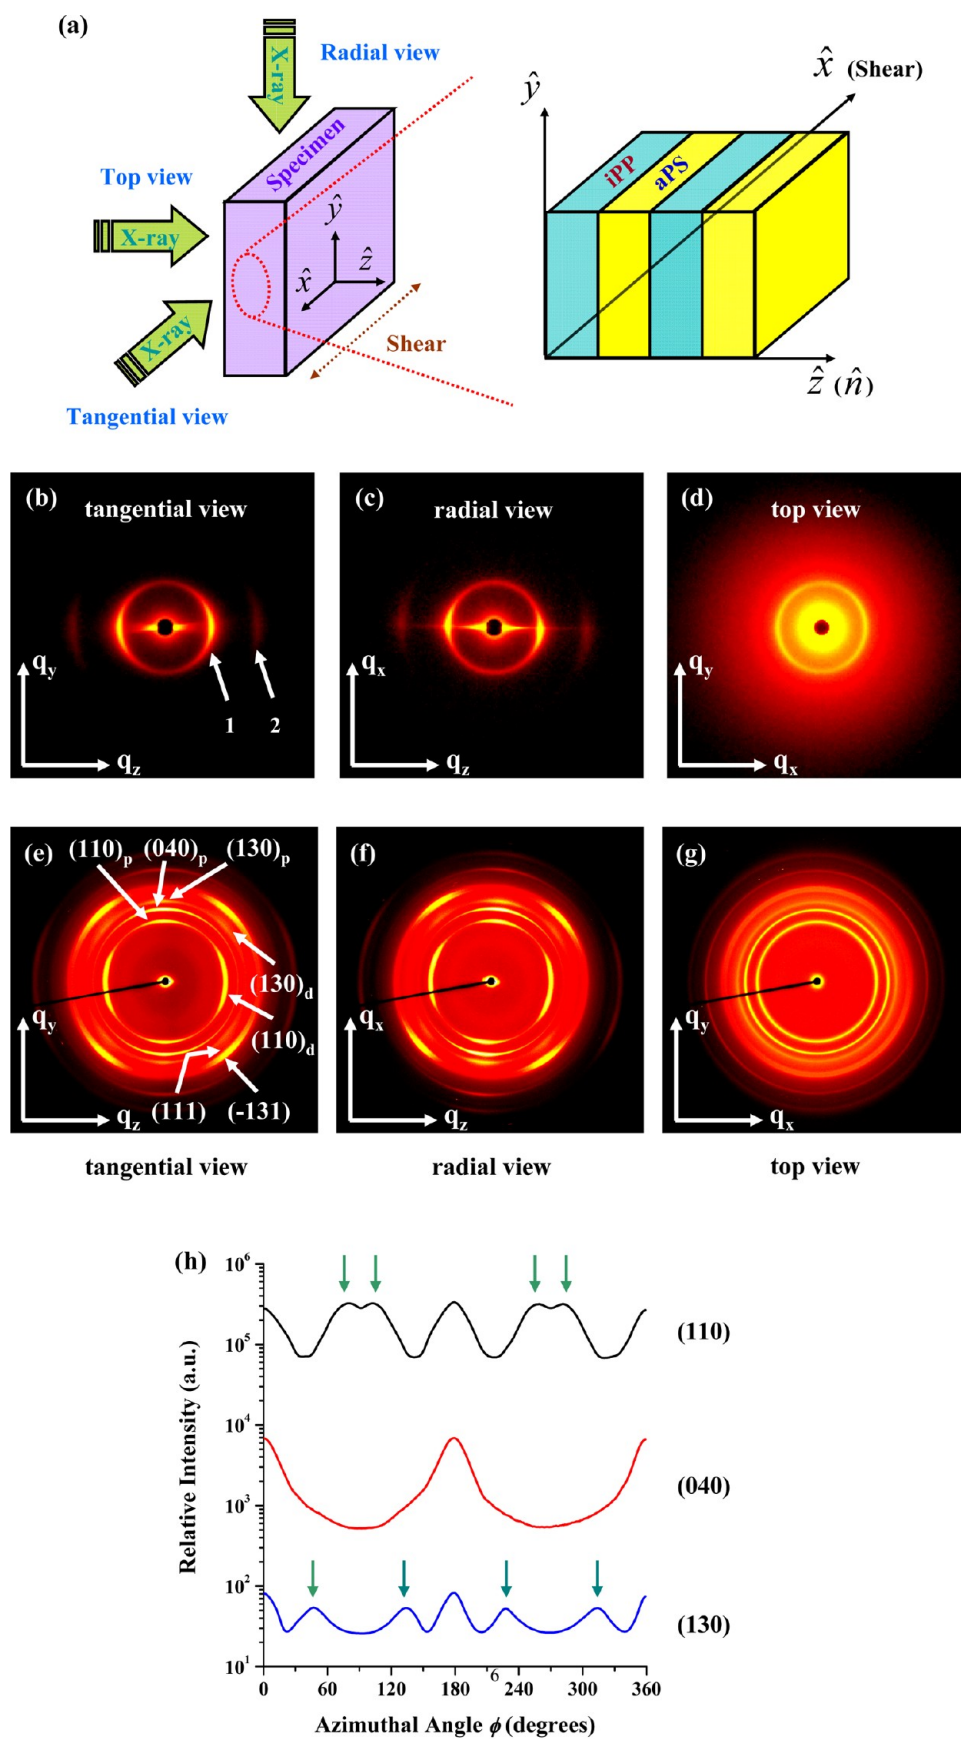 (a)
X-ray
Radial view
Top view
X-ray
X-ray
Tangential view
Specimen
ŷ
ẑ
x̂
Shear
ŷ
x̂ (Shear)
iPP
aPS
ẑ (n̂)
(b) tangential view
qy
qz
1 2
(c) radial view
qx
qz
(d) top view
qy
qx
(e) (110)p (040)p (130)p
(130)d
(110)d
(111) (-131)
qy
qz
(f)
qx
qz
(g)
qy
qx
tangential view radial view top view
(h)
Relative Intensity (a.u.)
10⁶
10⁵
10⁴
10³
10²
10¹
(110)
(040)
(130)
6
0 60 120 180 240 300 360
Azimuthal Angle ϕ (degrees)